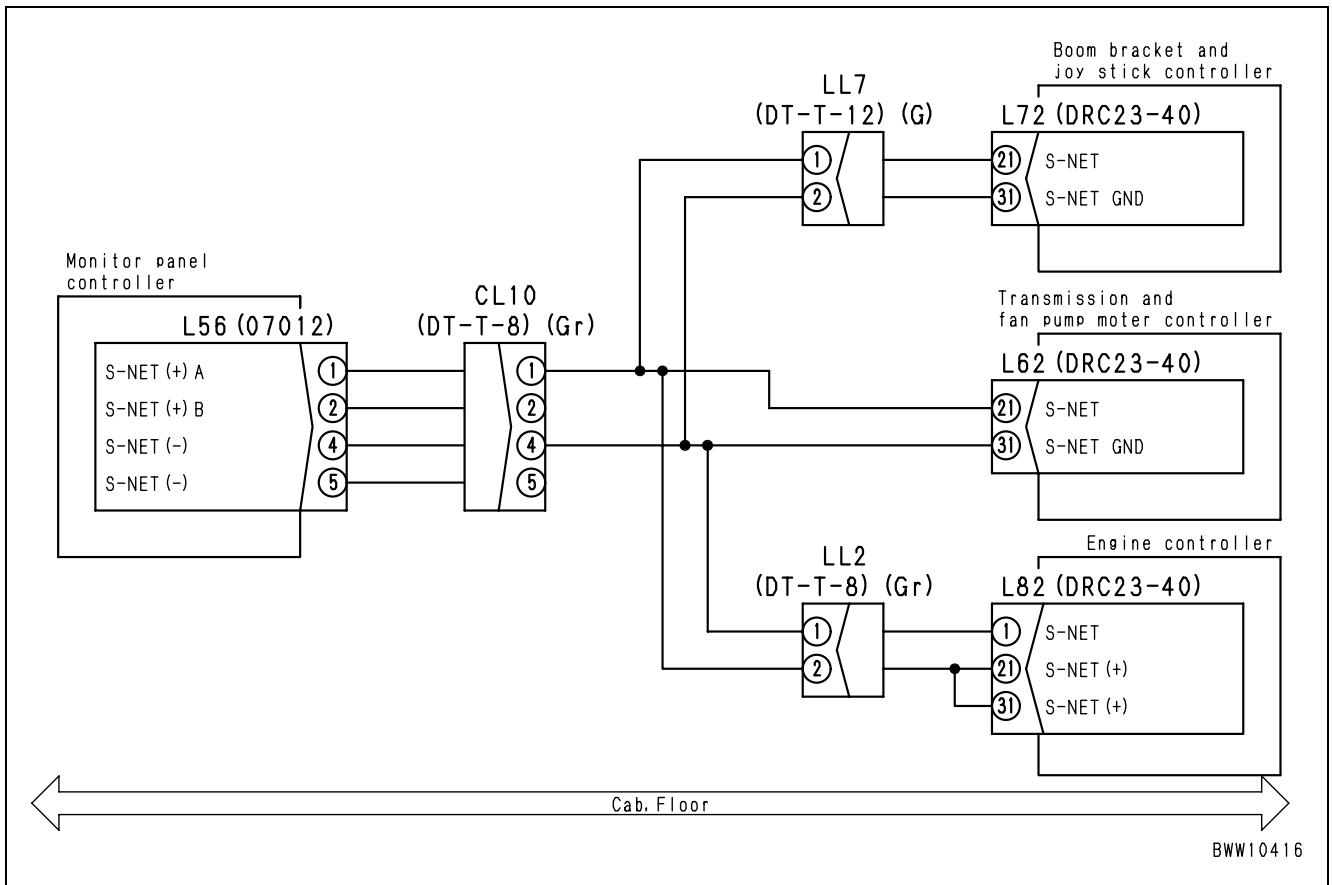 Boom bracket and
joy stick controller
LL7
(DT-T-12) (G)
L72 (DRC23-40)
1
2
21 S-NET
31 S-NET GND
Monitor panel
controller
L56 (07012)
S-NET (+) A 1
S-NET (+) B 2
S-NET (-) 4
S-NET (-) 5
CL10
(DT-T-8) (Gr)
1
2
4
5
Transmission and
fan pump moter controller
L62 (DRC23-40)
21 S-NET
31 S-NET GND
Engine controller
LL2
(DT-T-8) (Gr)
L82 (DRC23-40)
1
2
1 S-NET
21 S-NET (+)
31 S-NET (+)
Cab, Floor
BWW10416